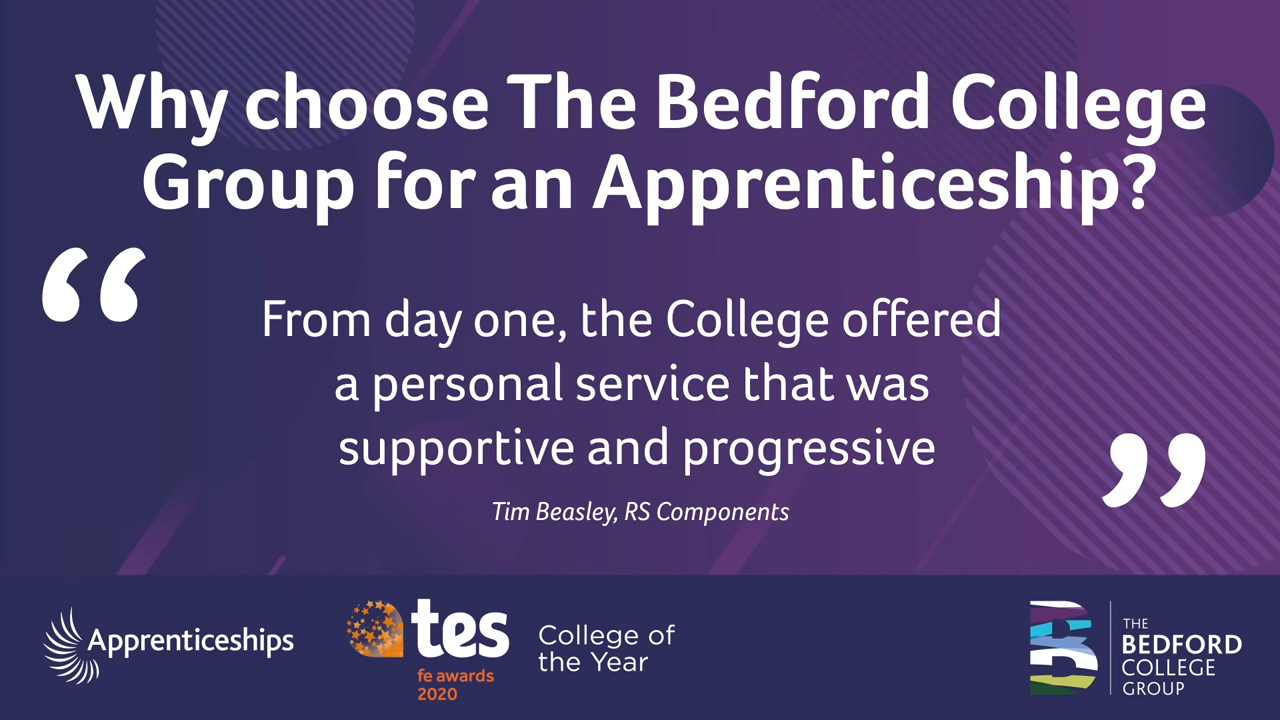 Why choose The Bedford College
Group for an Apprenticeship?
“
From day one, the College offered
a personal service that was
supportive and progressive
”
Tim Beasley, RS Components
Apprenticeships
tes
fe awards
2020
College of
the Year
THE
BEDFORD
COLLEGE
GROUP